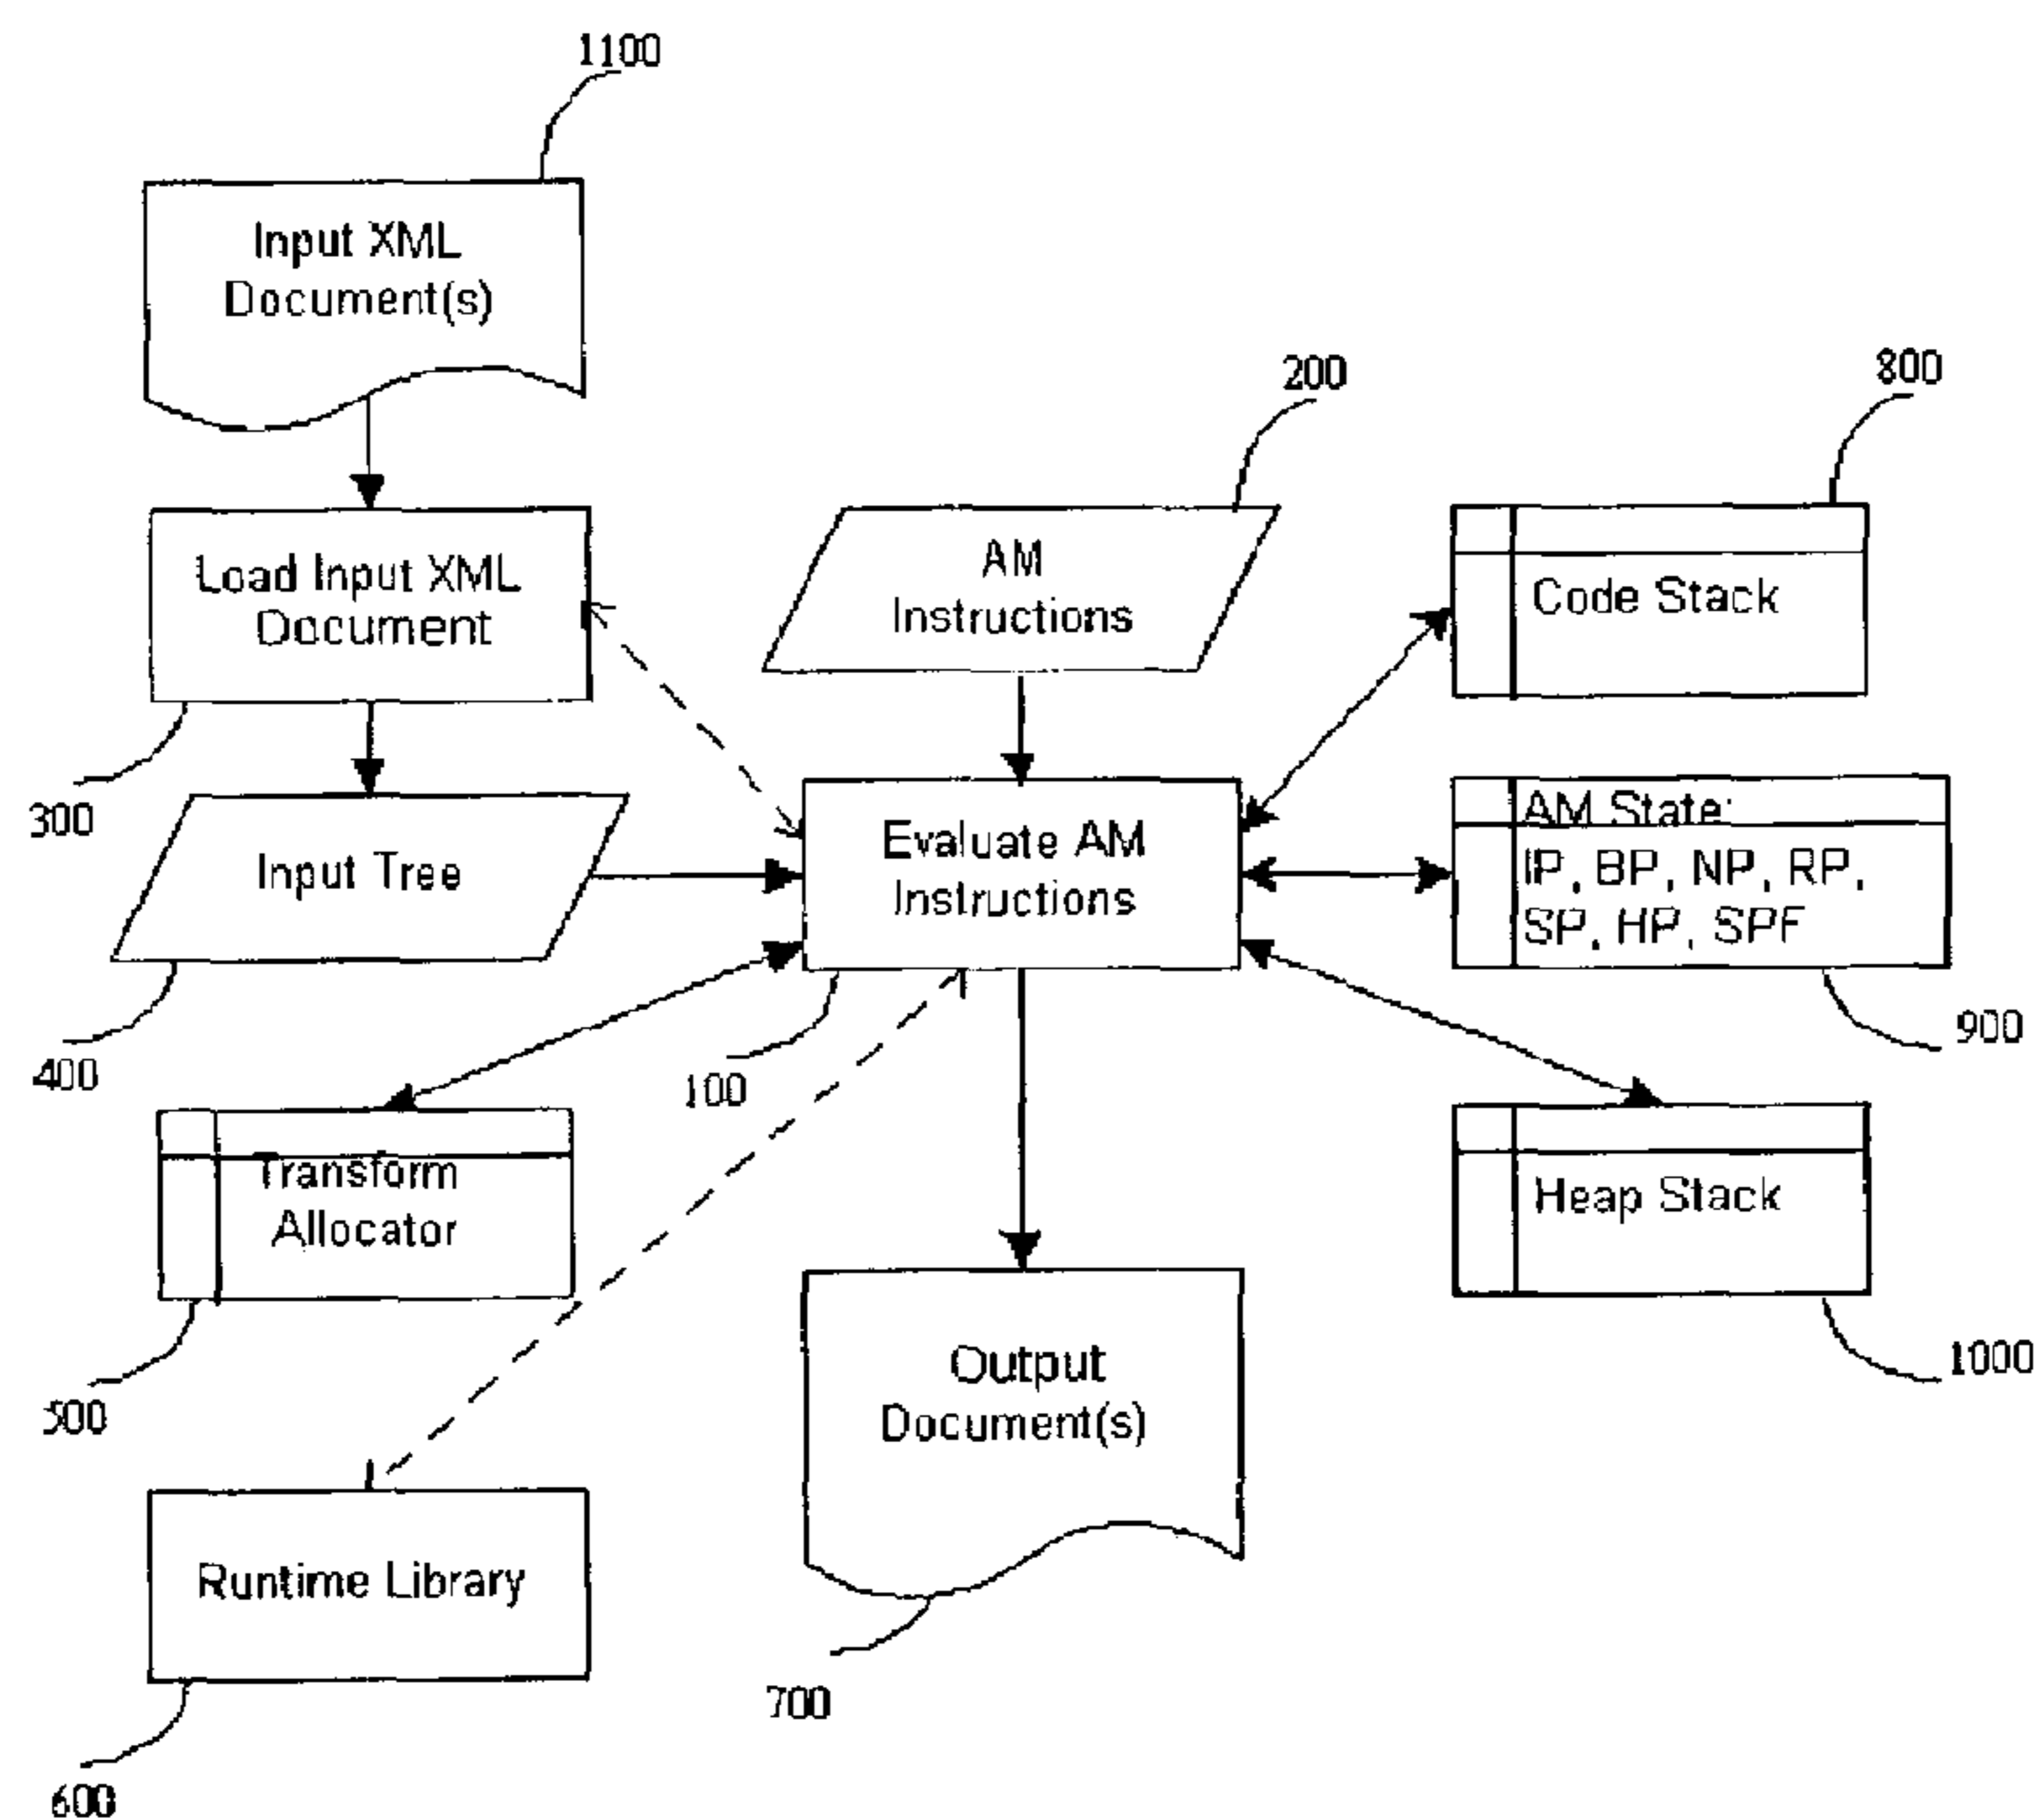 1100
Input XML
Document(s)
200
800
Load Input XML
Document
AM
Instructions
Code Stack
300
Input Tree
Evaluate AM
Instructions
AM State:
IP, BP, NP, RP,
SP, HP, SPF
400
100
900
Transform
Allocator
Heap Stack
500
Output
Document(s)
1000
Runtime Library
700
600